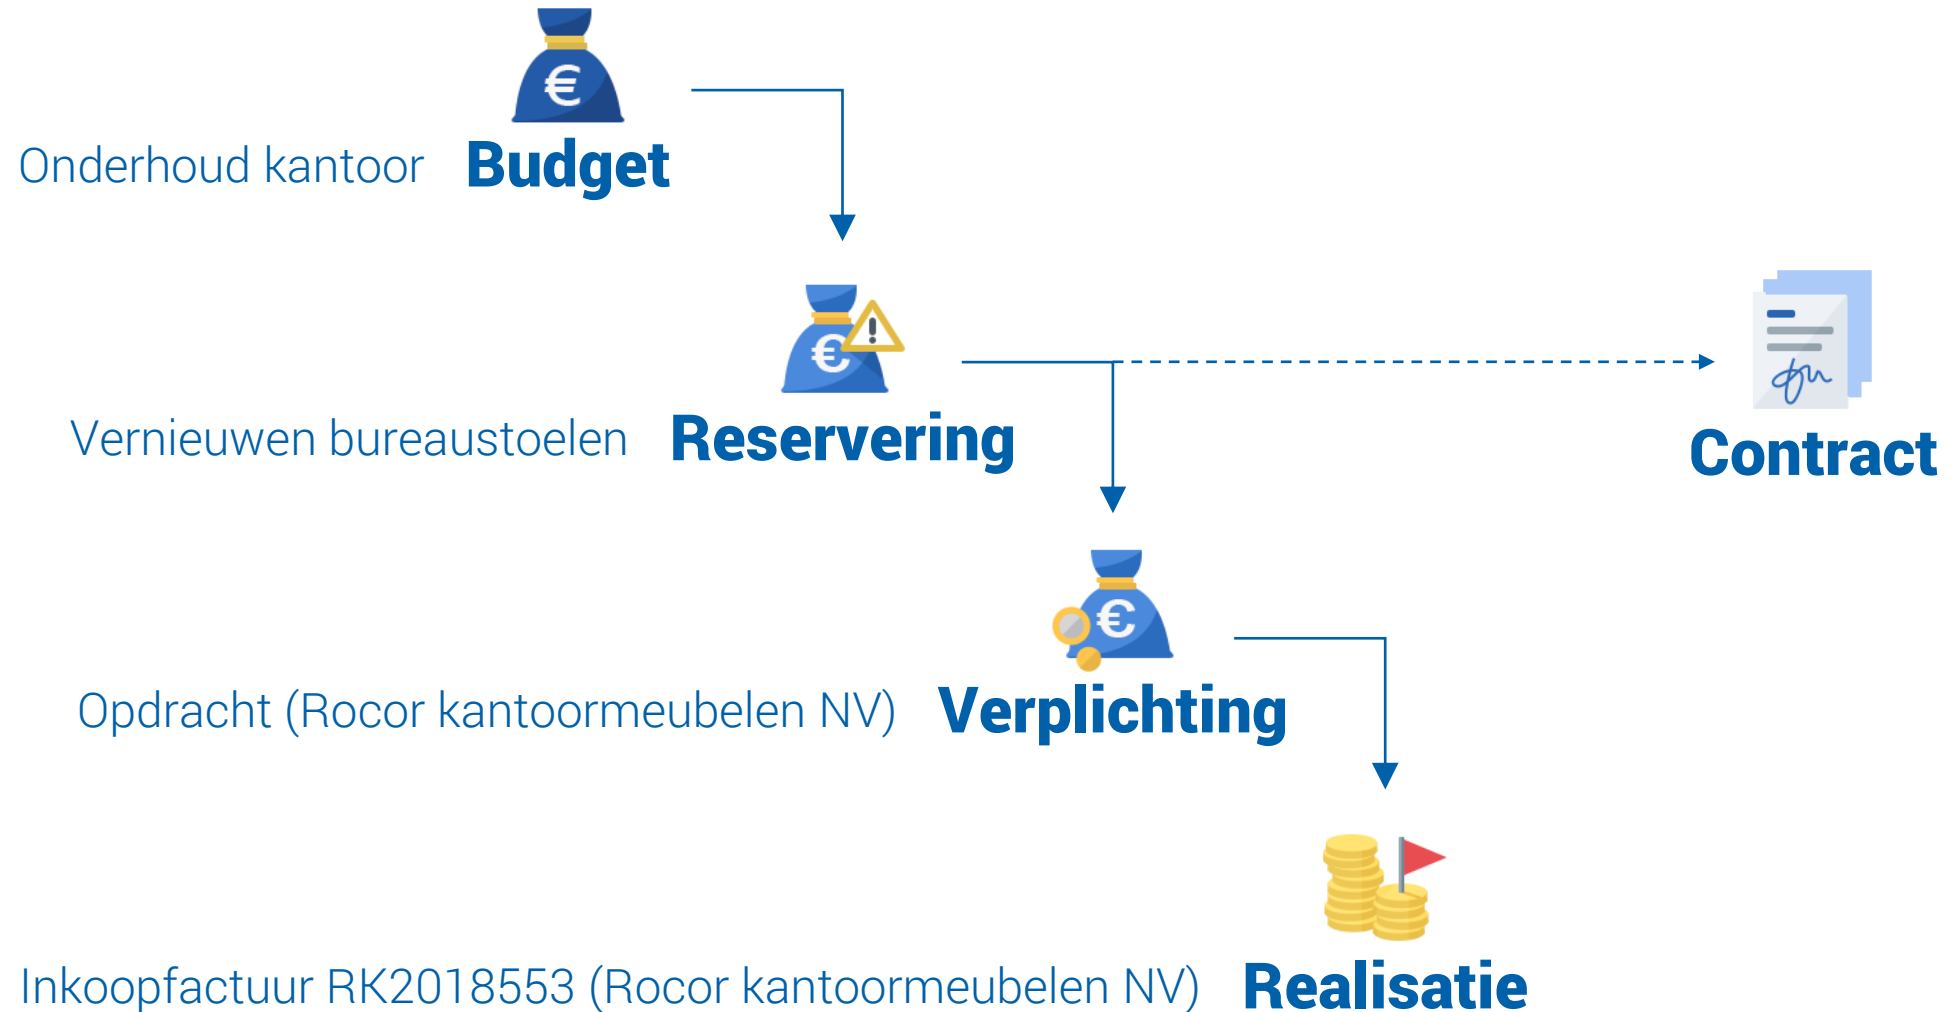 Onderhoud kantoor Budget
Vernieuwen bureaustoelen Reservering
Contract
Opdracht (Rocor kantoormeubelen NV) Verplichting
Inkoopfactuur RK2018553 (Rocor kantoormeubelen NV) Realisatie